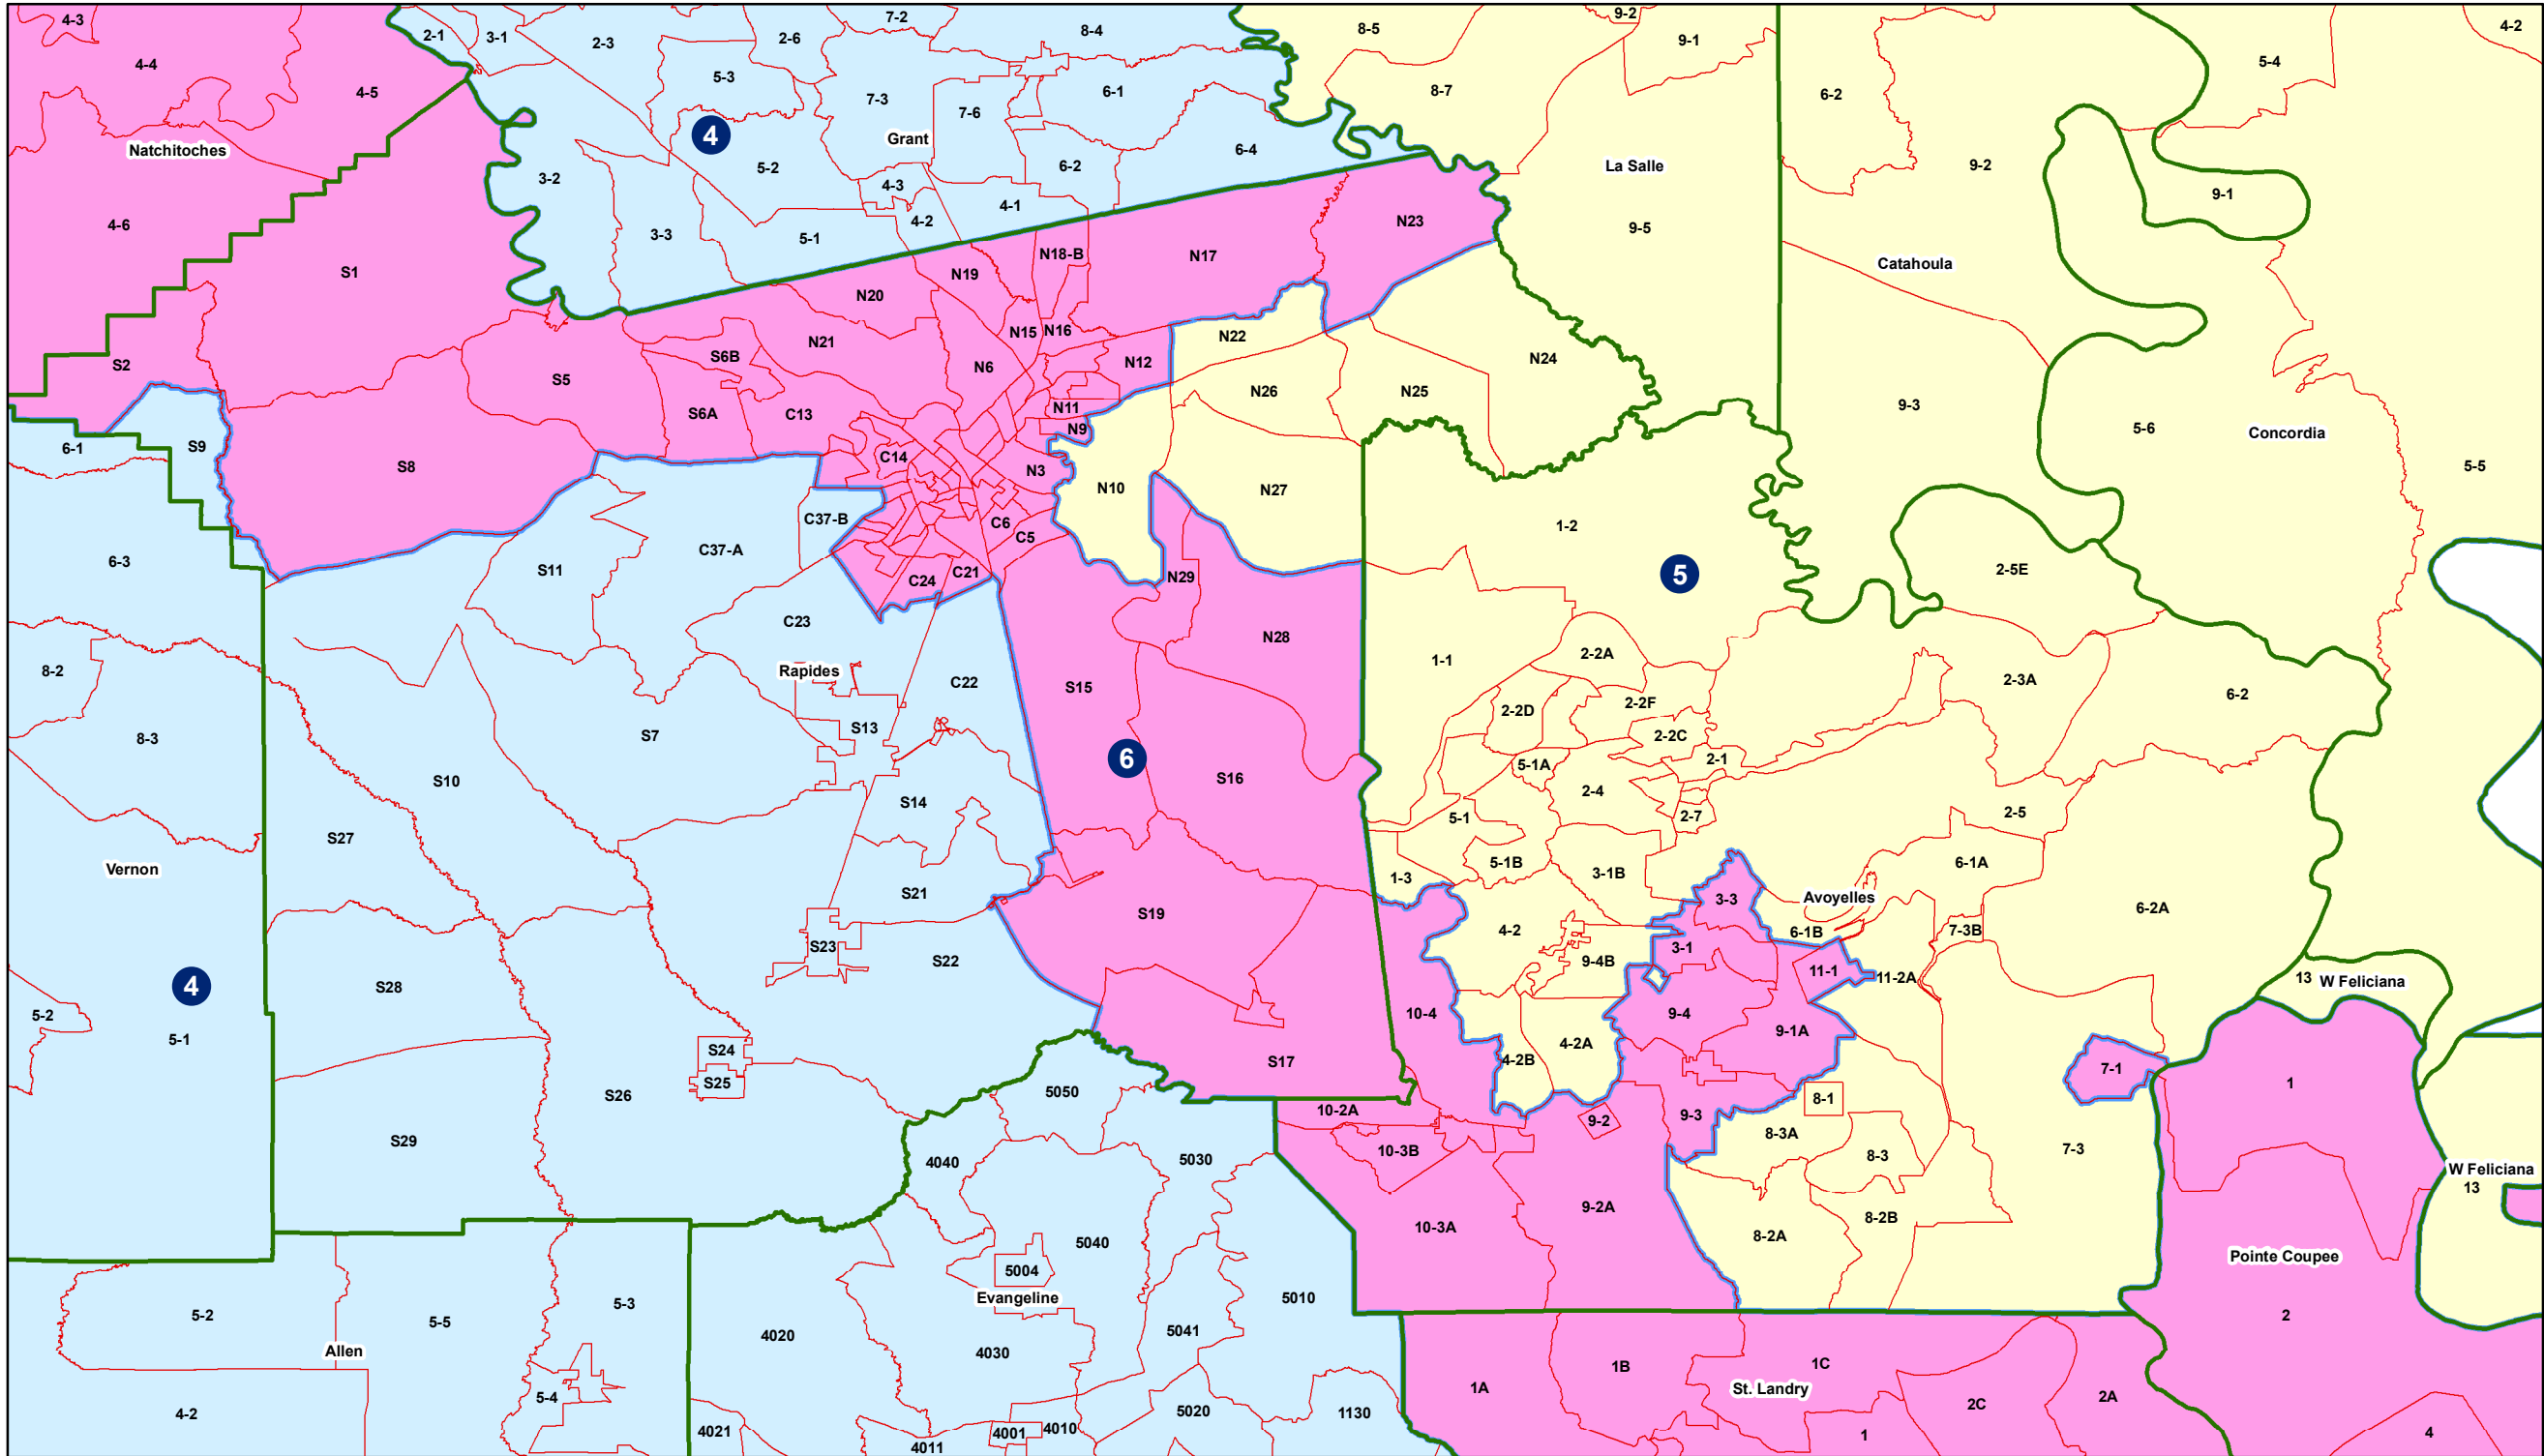 4-3
7-2
9-2
4-2
2-1
3-1
2-3
2-6
8-4
8-5
9-1
4-4
5-3
5-4
4-5
7-3
6-1
8-7
6-2
7-6
4
Grant
Natchitoches
6-4
5-2
6-2
La Salle
9-2
3-2
4-3
9-1
4-1
4-2
N23
4-6
3-3
5-1
9-5
N18-B
N17
Catahoula
S1
N19
N20
N15
N16
N22
N21
S6B
N24
S2
N12
N6
S5
N26
N25
N11
9-3
S6A
C13
N9
5-6
Concordia
6-1
S9
C14
S8
N3
5-5
N10
N27
C37-B
C6
1-2
C5
C37-A
6-3
S11
C21
C24
N29
5
2-5E
C23
N28
2-2A
1-1
8-2
Rapides
C22
S15
2-3A
6-2
2-2F
2-2D
S13
8-3
S7
2-2C
6
2-1
5-1A
S10
S16
2-4
S14
2-5
2-7
5-1
S27
Vernon
5-1B
6-1A
3-1B
1-3
S21
3-3
Avoyelles
S19
6-2A
4-2
6-1B
7-3B
S23
3-1
S22
9-4B
11-1
11-2A
13
W Feliciana
4
S28
5-2
10-4
9-4
9-1A
5-1
4-2A
S24
4-2B
S17
7-1
S25
1
5050
S26
8-1
10-2A
9-3
9-2
8-3A
S29
7-3
10-3B
8-3
5030
4040
W Feliciana
13
9-2A
8-2B
10-3A
8-2A
5040
Pointe Coupee
5004
Evangeline
5010
5-3
5-2
2
5-5
5041
4020
Allen
4030
1C
1B
1A
St. Landry
5-4
2A
2C
5020
1130
4-2
4010
4021
4001
1
4
4011